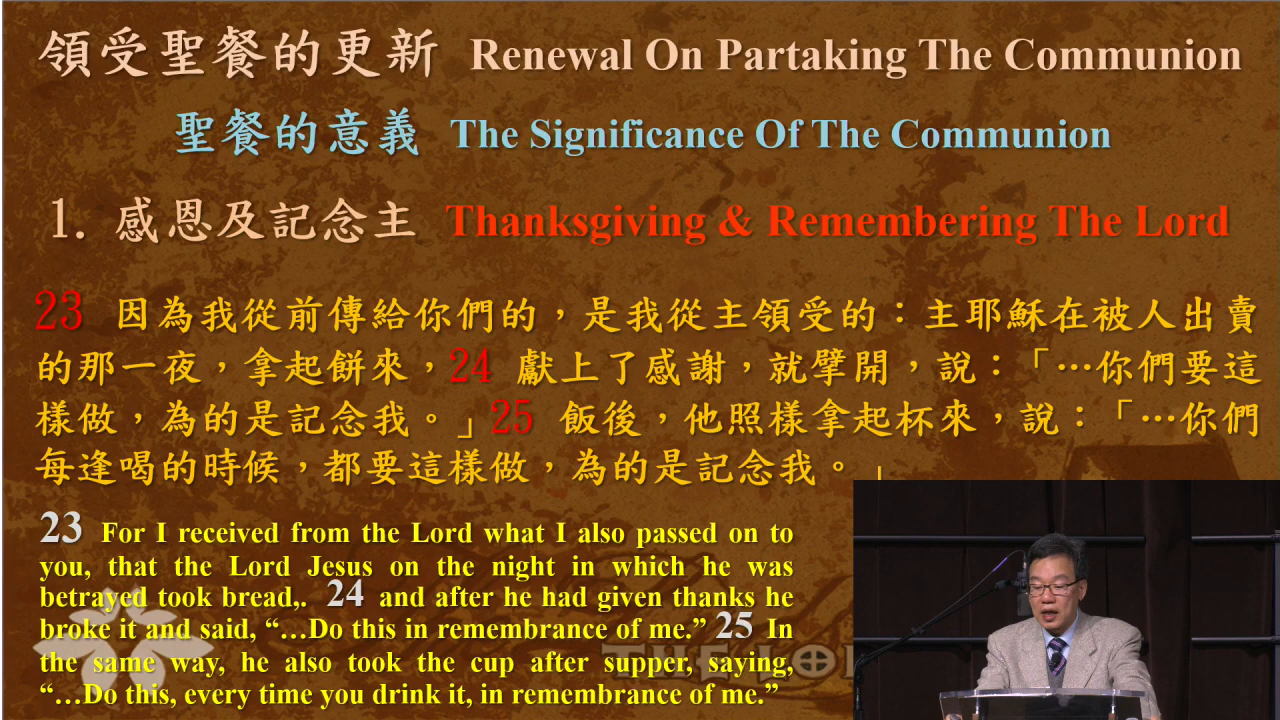 領受聖餐的更新 Renewal On Partaking The Communion
聖餐的意義 The Significance Of The Communion
1. 感恩及記念主 Thanksgiving & Remembering The Lord
23 因為我從前傳給你們的，是我從主領受的：主耶穌在被人出賣
的那一夜，拿起餅來，24 獻上了感謝，就擘開，說：「…你們要這
樣做，為的是記念我。」25 飯後，他照樣拿起杯來，說：「…你們
每逢喝的時候，都要這樣做，為的是記念我。」
23 For I received from the Lord what I also passed on to
you, that the Lord Jesus on the night in which he was
betrayed took bread,. 24 and after he had given thanks he
broke it and said, “…Do this in remembrance of me.” 25 In
the same way, he also took the cup after supper, saying,
“…Do this, every time you drink it, in remembrance of me.”
THE LO